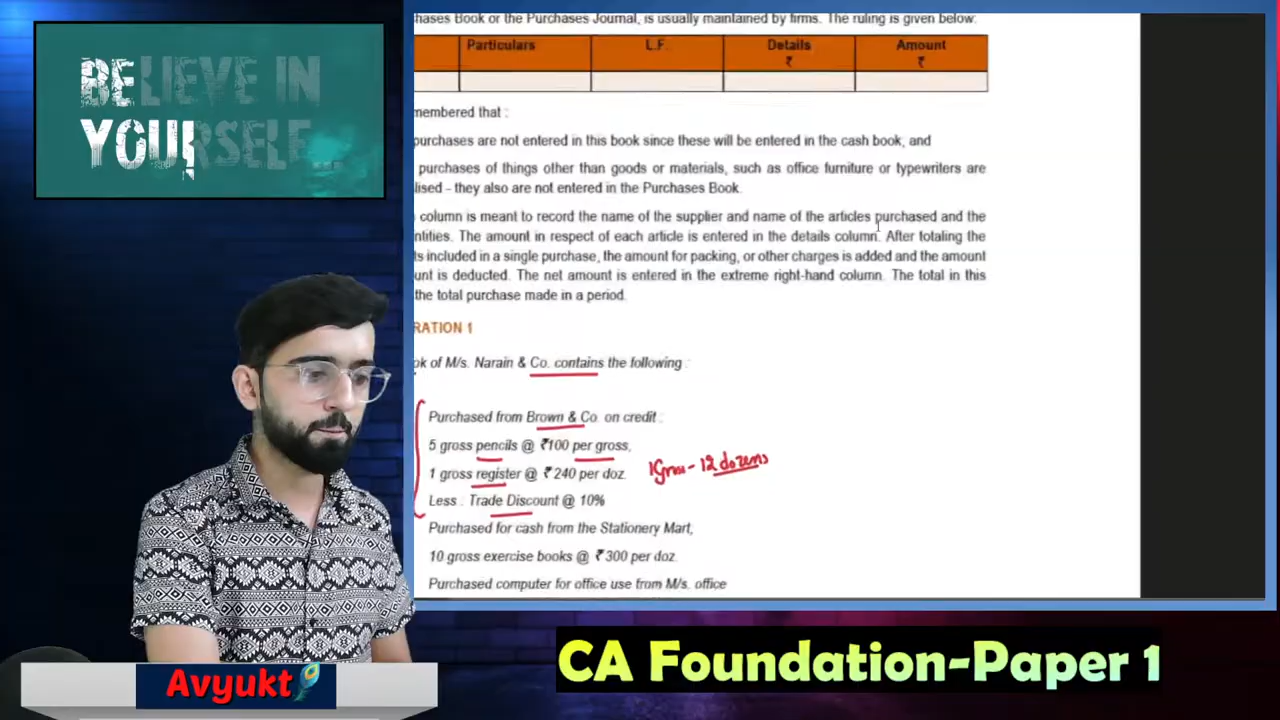 BELIEVE IN
YOURSELF
hases Book or the Purchases Journal, is usually maintained by firms. The ruling is given below:
Particulars L.F. Details Amount
₹ ₹
membered that :
purchases are not entered in this book since these will be entered in the cash book, and
purchases of things other than goods or materials, such as office furniture or typewriters are
lised - they also are not entered in the Purchases Book.
column is meant to record the name of the supplier and name of the articles purchased and the
ntities. The amount in respect of each article is entered in the details column. After totaling the
ts included in a single purchase, the amount for packing, or other charges is added and the amount
unt is deducted. The net amount is entered in the extreme right-hand column. The total in this
the total purchase made in a period.
RATION 1
ok of M/s. Narain & Co. contains the following :
Purchased from Brown & Co. on credit :
5 gross pencils @ ₹100 per gross,
1 gross register @ ₹ 240 per doz. 1Gross - 12 dozens
Less : Trade Discount @ 10%
Purchased for cash from the Stationery Mart,
10 gross exercise books @ ₹ 300 per doz.
Purchased computer for office use from M/s. office
Avyukt
CA Foundation-Paper 1